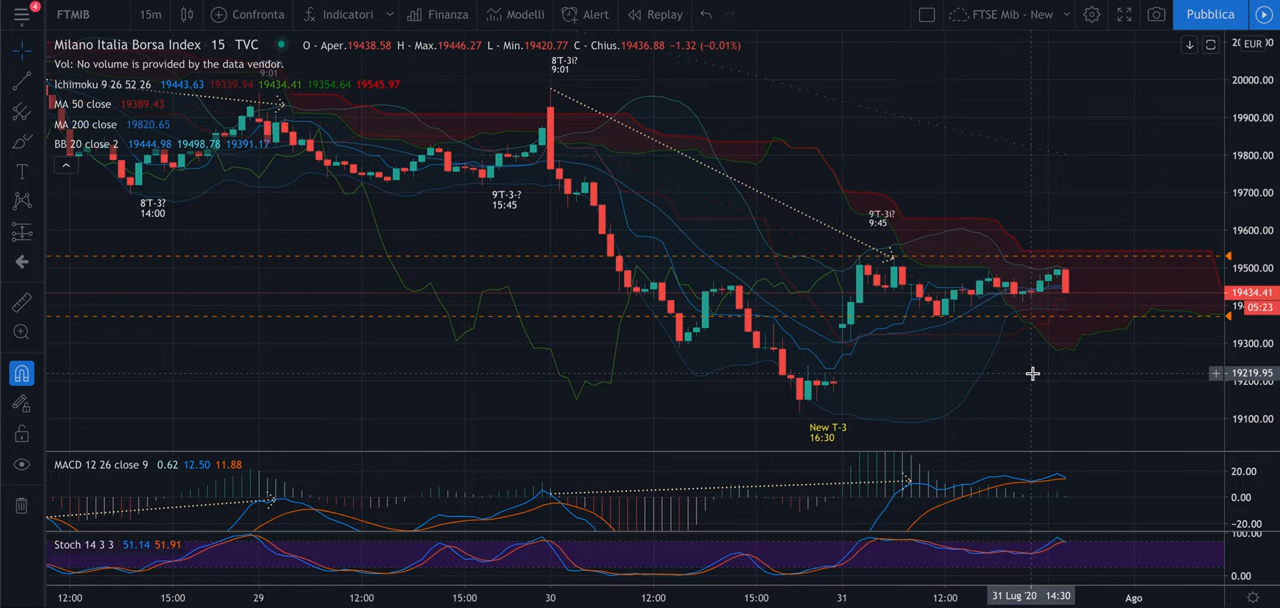 4
FTMIB
15m
Confronta
Indicatori
Finanza
Modelli
Alert
Replay
FTSE Mib - New
Pubblica
Milano Italia Borsa Index · 15 · TVC
O - Aper.19438.58 H - Max.19446.27 L - Min.19420.77 C - Chius.19436.88 -1.32 (-0.01%)
EUR
Vol: No volume is provided by the data vendor.
9:01
Ichimoku 9 26 52 26 19443.63 19339.94 19434.41 19354.64 19545.97
MA 50 close 19389.43
MA 200 close 19820.65
BB 20 close 2 19444.98 19498.78 19391.17
8'T-3i?
9:01
8'T-3?
14:00
9'T-3-?
15:45
9'T-3i?
9:45
New T-3
16:30
20000.00
19900.00
19800.00
19700.00
19600.00
19500.00
19434.41
05:23
19300.00
19219.95
19200.00
19100.00
MACD 12 26 close 9 0.62 12.50 11.88
20.00
0.00
-20.00
Stoch 14 3 3 51.14 51.91
100.00
0.00
12:00 15:00 29 12:00 15:00 30 12:00 15:00 31 12:00 31 Lug '20 14:30 Ago